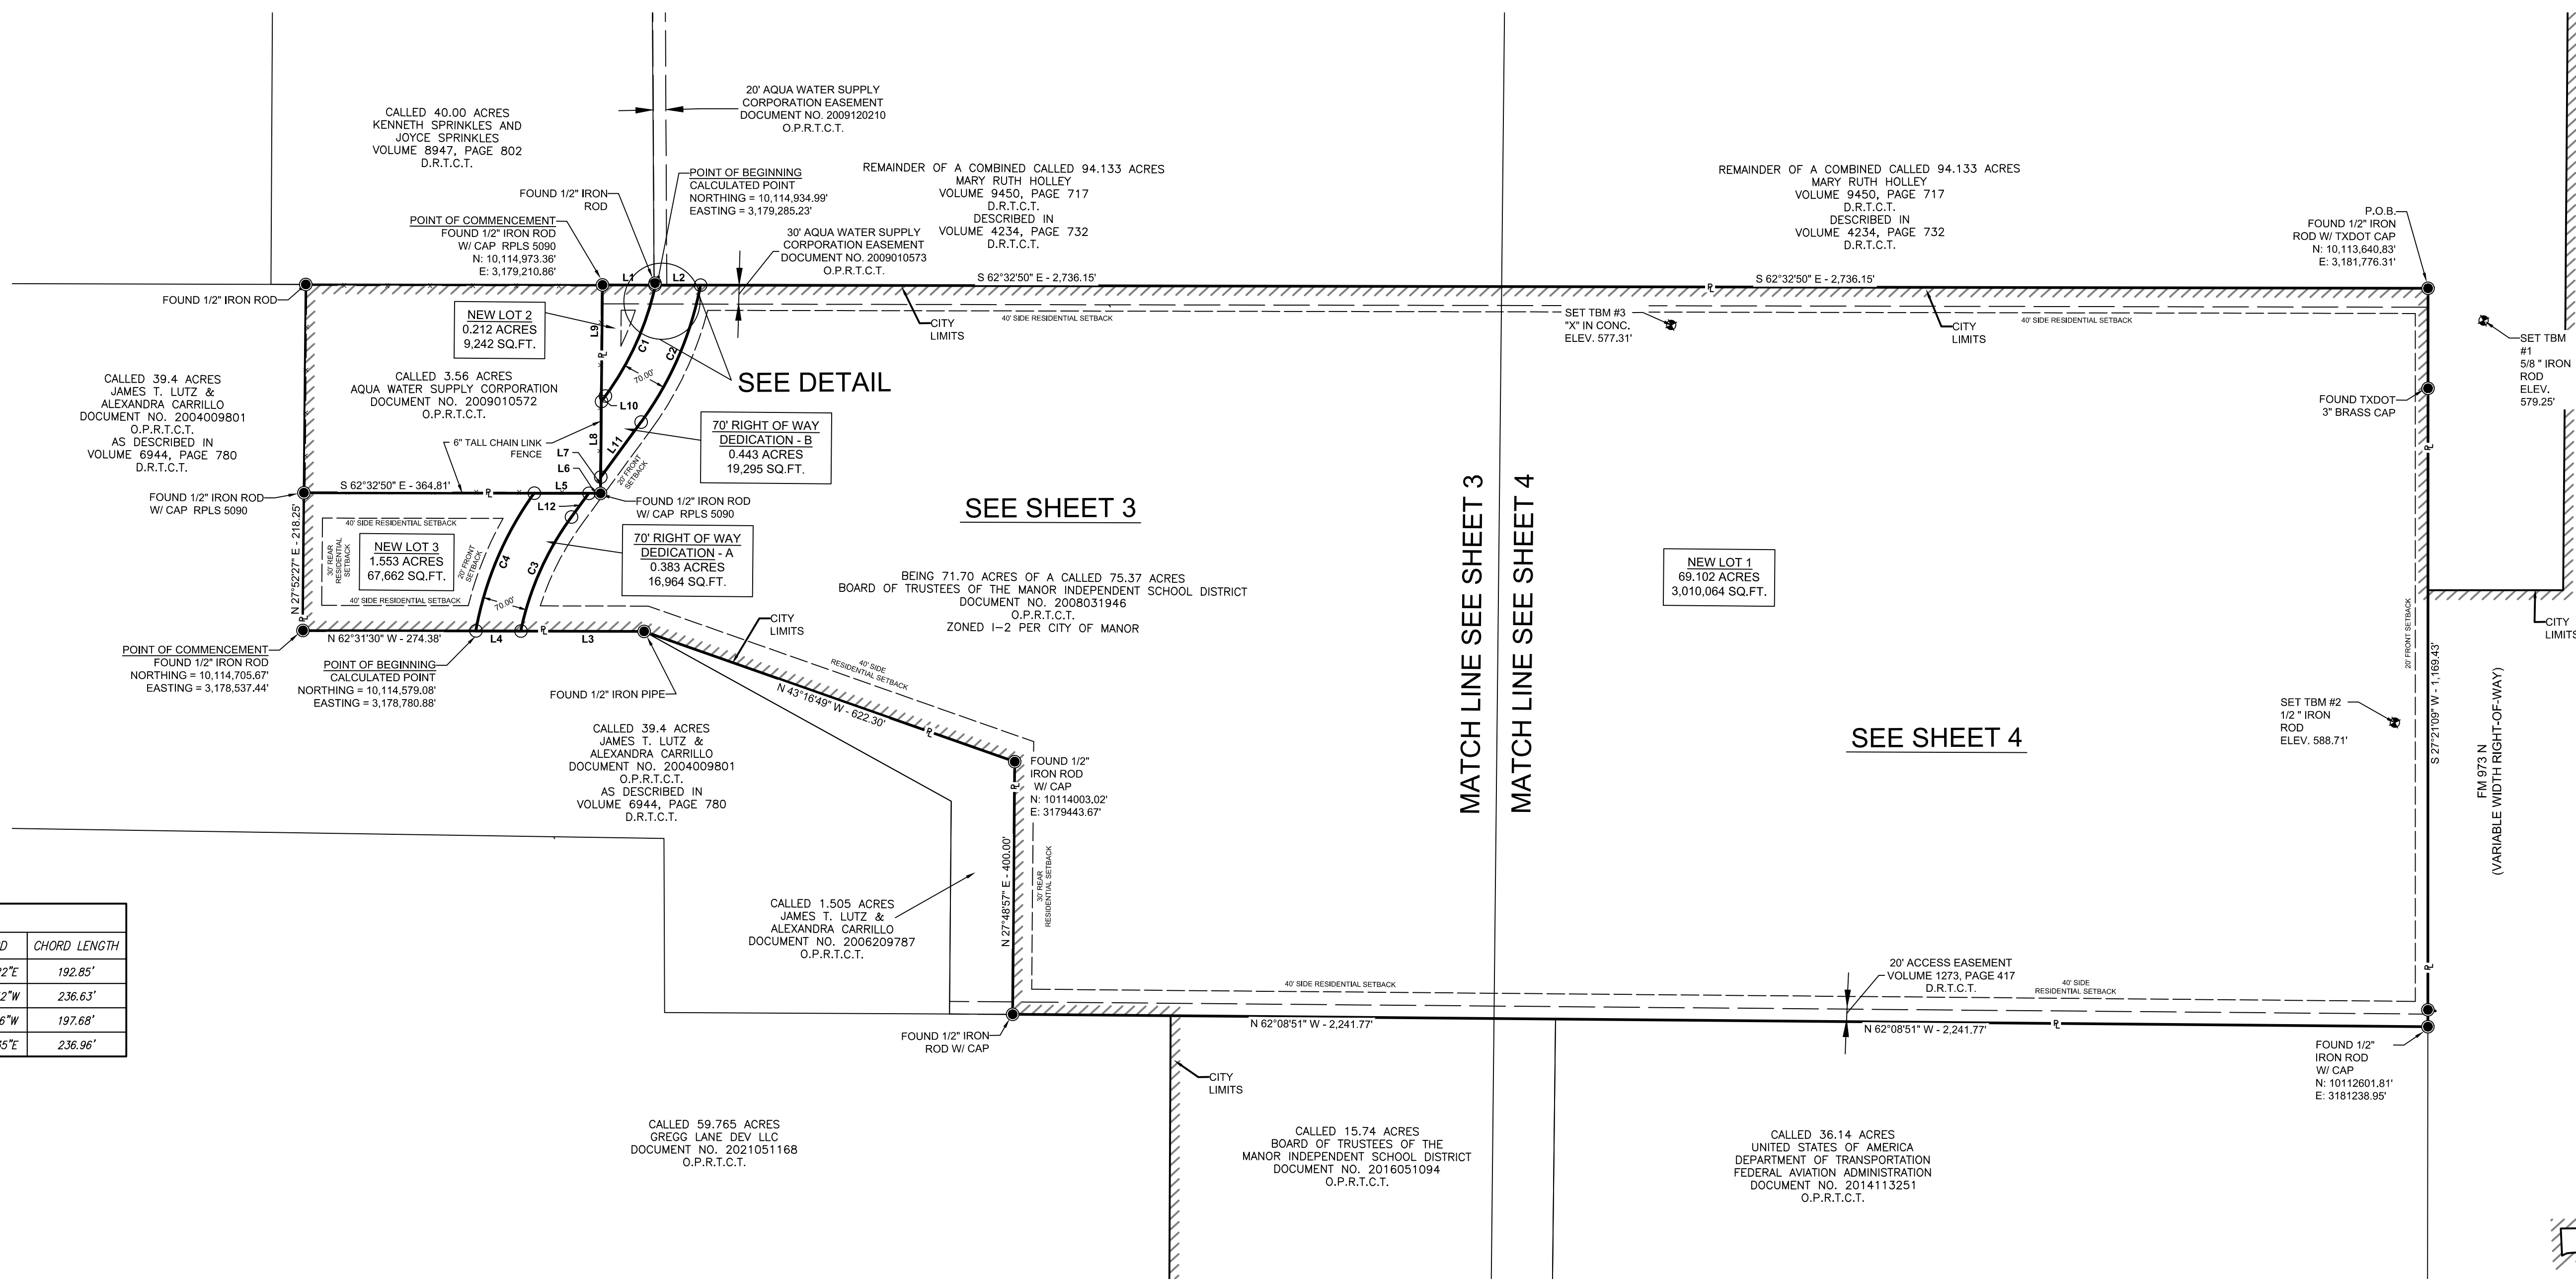 CALLED 40.00 ACRES
KENNETH SPRINKLES AND
JOYCE SPRINKLES
VOLUME 8947, PAGE 802
D.R.T.C.T.
20' AQUA WATER SUPPLY
CORPORATION EASEMENT
DOCUMENT NO. 2009120210
O.P.R.T.C.T.
FOUND 1/2" IRON
ROD
POINT OF BEGINNING
CALCULATED POINT
NORTHING = 10,114,934.99'
EASTING = 3,179,285.23'
POINT OF COMMENCEMENT
FOUND 1/2" IRON ROD
W/ CAP RPLS 5090
N: 10,114,973.36'
E: 3,179,210.86'
30' AQUA WATER SUPPLY
CORPORATION EASEMENT
DOCUMENT NO. 2009010573
O.P.R.T.C.T.
REMAINDER OF A COMBINED CALLED 94.133 ACRES
MARY RUTH HOLLEY
VOLUME 9450, PAGE 717
D.R.T.C.T.
DESCRIBED IN
VOLUME 4234, PAGE 732
D.R.T.C.T.
REMAINDER OF A COMBINED CALLED 94.133 ACRES
MARY RUTH HOLLEY
VOLUME 9450, PAGE 717
D.R.T.C.T.
DESCRIBED IN
VOLUME 4234, PAGE 732
D.R.T.C.T.
P.O.B.
FOUND 1/2" IRON
ROD W/ TXDOT CAP
N: 10,113,640,83'
E: 3,181,776.31'
FOUND 1/2" IRON ROD
L1
L2
S 62°32'50" E - 2,736.15'
S 62°32'50" E - 2,736.15'
PL
40' SIDE RESIDENTIAL SETBACK
40' SIDE RESIDENTIAL SETBACK
CITY
LIMITS
CITY
LIMITS
SET TBM #3
"X" IN CONC.
ELEV. 577.31'
SET TBM
#1
5/8 " IRON
ROD
ELEV.
579.25'
FOUND TXDOT
3" BRASS CAP
NEW LOT 2
0.212 ACRES
9,242 SQ.FT.
L9
PL
C1
C2
70.00'
SEE DETAIL
L10
L8
L11
CALLED 39.4 ACRES
JAMES T. LUTZ &
ALEXANDRA CARRILLO
DOCUMENT NO. 2004009801
O.P.R.T.C.T.
AS DESCRIBED IN
VOLUME 6944, PAGE 780
D.R.T.C.T.
CALLED 3.56 ACRES
AQUA WATER SUPPLY CORPORATION
DOCUMENT NO. 2009010572
O.P.R.T.C.T.
6" TALL CHAIN LINK
FENCE
L7
L6
70' RIGHT OF WAY
DEDICATION - B
0.443 ACRES
19,295 SQ.FT.
20' FRONT
SETBACK
FOUND 1/2" IRON ROD
W/ CAP RPLS 5090
S 62°32'50" E - 364.81'
PL
L5
L12
FOUND 1/2" IRON ROD
W/ CAP RPLS 5090
N 27°52'27" E - 218.25'
PL
40' SIDE RESIDENTIAL SETBACK
30' REAR
RESIDENTIAL
SETBACK
NEW LOT 3
1.553 ACRES
67,662 SQ.FT.
20' FRONT
SETBACK
40' SIDE RESIDENTIAL SETBACK
C4
C3
70.00'
70' RIGHT OF WAY
DEDICATION - A
0.383 ACRES
16,964 SQ.FT.
N 62°31'30" W - 274.38'
L4
PL
L3
POINT OF COMMENCEMENT
FOUND 1/2" IRON ROD
NORTHING = 10,114,705.67'
EASTING = 3,178,537.44'
POINT OF BEGINNING
CALCULATED POINT
NORTHING = 10,114,579.08'
EASTING = 3,178,780.88'
FOUND 1/2" IRON PIPE
SEE SHEET 3
BEING 71.70 ACRES OF A CALLED 75.37 ACRES
BOARD OF TRUSTEES OF THE MANOR INDEPENDENT SCHOOL DISTRICT
DOCUMENT NO. 2008031946
O.P.R.T.C.T.
ZONED I-2 PER CITY OF MANOR
CITY
LIMITS
40' SIDE
RESIDENTIAL SETBACK
N 43°16'49" W - 622.30'
PL
MATCH LINE SEE SHEET 3
MATCH LINE SEE SHEET 4
NEW LOT 1
69.102 ACRES
3,010,064 SQ.FT.
SEE SHEET 4
SET TBM #2
1/2 " IRON
ROD
ELEV. 588.71'
20' FRONT SETBACK
PL
S 27°21'09" W - 1,169.43'
PL
FM 973 N
(VARIABLE WIDTH RIGHT-OF-WAY)
CITY
LIMITS
CALLED 39.4 ACRES
JAMES T. LUTZ &
ALEXANDRA CARRILLO
DOCUMENT NO. 2004009801
O.P.R.T.C.T.
AS DESCRIBED IN
VOLUME 6944, PAGE 780
D.R.T.C.T.
FOUND 1/2"
IRON ROD
W/ CAP
N: 10114003,02'
E: 3179443.67'
PL
N 27°48'57" E - 400.00'
30' REAR
RESIDENTIAL SETBACK
CALLED 1.505 ACRES
JAMES T. LUTZ &
ALEXANDRA CARRILLO
DOCUMENT NO. 2006209787
O.P.R.T.C.T.
D CHORD LENGTH
22"E 192.85'
2"W 236.63'
6"W 197.68'
35"E 236.96'
20' ACCESS EASEMENT
VOLUME 1273, PAGE 417
D.R.T.C.T.
40' SIDE RESIDENTIAL SETBACK
40' SIDE
RESIDENTIAL SETBACK
N 62°08'51" W - 2,241.77'
N 62°08'51" W - 2,241.77'
PL
FOUND 1/2" IRON
ROD W/ CAP
FOUND 1/2"
IRON ROD
W/ CAP
N: 10112601.81'
E: 3181238.95'
CITY
LIMITS
CALLED 59.765 ACRES
GREGG LANE DEV LLC
DOCUMENT NO. 2021051168
O.P.R.T.C.T.
CALLED 15.74 ACRES
BOARD OF TRUSTEES OF THE
MANOR INDEPENDENT SCHOOL DISTRICT
DOCUMENT NO. 2016051094
O.P.R.T.C.T.
CALLED 36.14 ACRES
UNITED STATES OF AMERICA
DEPARTMENT OF TRANSPORTATION
FEDERAL AVIATION ADMINISTRATION
DOCUMENT NO. 2014113251
O.P.R.T.C.T.